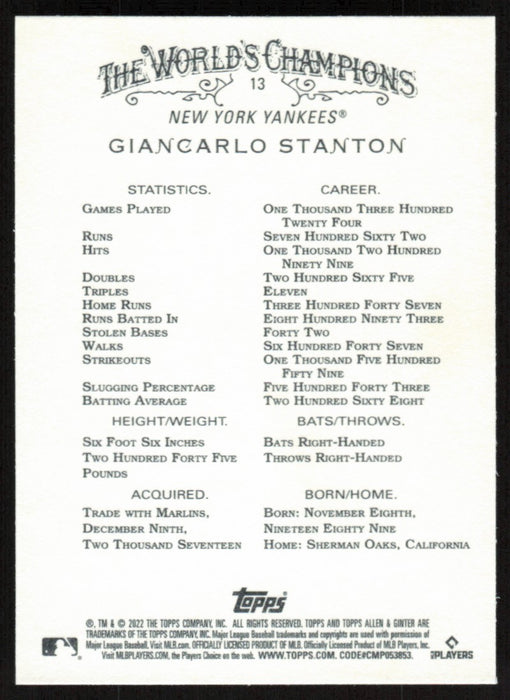 THE WORLD'S CHAMPIONS
13
NEW YORK YANKEES®
GIANCARLO STANTON
STATISTICS. CAREER.
GAMES PLAYED ONE THOUSAND THREE HUNDRED
TWENTY FOUR
RUNS SEVEN HUNDRED SIXTY TWO
HITS ONE THOUSAND TWO HUNDRED
NINETY NINE
DOUBLES TWO HUNDRED SIXTY FIVE
TRIPLES ELEVEN
HOME RUNS THREE HUNDRED FORTY SEVEN
RUNS BATTED IN EIGHT HUNDRED NINETY THREE
STOLEN BASES FORTY TWO
WALKS SIX HUNDRED FORTY SEVEN
STRIKEOUTS ONE THOUSAND FIVE HUNDRED
FIFTY NINE
SLUGGING PERCENTAGE FIVE HUNDRED FORTY THREE
BATTING AVERAGE TWO HUNDRED SIXTY EIGHT
HEIGHT/WEIGHT. BATS/THROWS.
SIX FOOT SIX INCHES BATS RIGHT-HANDED
TWO HUNDRED FORTY FIVE THROWS RIGHT-HANDED
POUNDS
ACQUIRED. BORN/HOME.
TRADE WITH MARLINS, BORN: NOVEMBER EIGHTH,
DECEMBER NINTH, NINETEEN EIGHTY NINE
TWO THOUSAND SEVENTEEN HOME: SHERMAN OAKS, CALIFORNIA
Topps
®, TM & © 2022 THE TOPPS COMPANY, INC. ALL RIGHTS RESERVED. TOPPS AND TOPPS ALLEN & GINTER ARE
TRADEMARKS OF THE TOPPS COMPANY, INC. Major League Baseball trademarks and copyrights are used with permission of
Major League Baseball. Visit MLB.com. OFFICIALLY LICENSED PRODUCT OF MLB. Officially Licensed Product of MLB Players, Inc.
Visit MLBPLAYERS.COM, the Players Choice on the web. WWW.TOPPS.COM. CODE#CMP053853.
PLAYERS